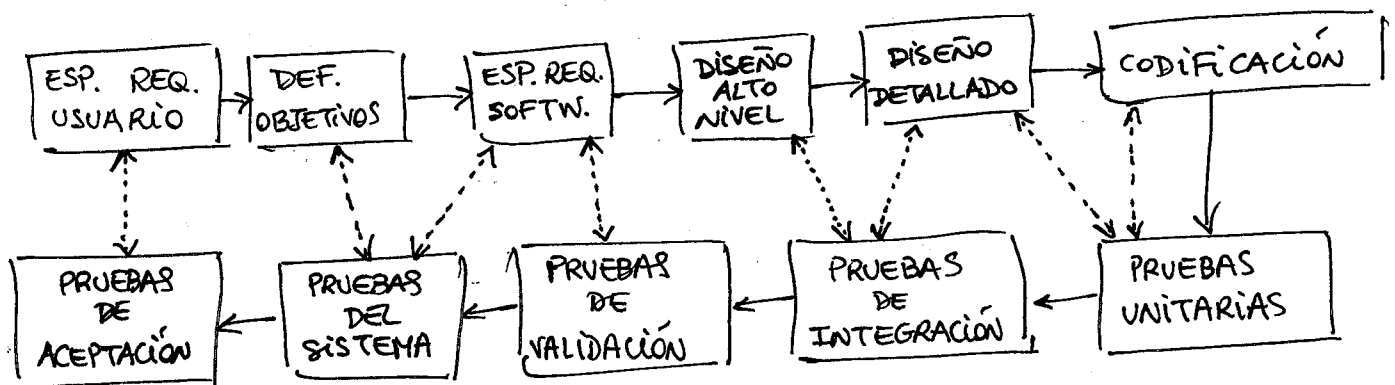 ESP. REQ.
USUARIO
DEF.
OBJETIVOS
ESP. REQ.
SOFTW.
DISEÑO
ALTO
NIVEL
DISEÑO
DETALLADO
CODIFICACIÓN
PRUEBAS
DE
ACEPTACIÓN
PRUEBAS
DEL
SISTEMA
PRUEBAS
DE
VALIDACIÓN
PRUEBAS
DE
INTEGRACIÓN
PRUEBAS
UNITARIAS